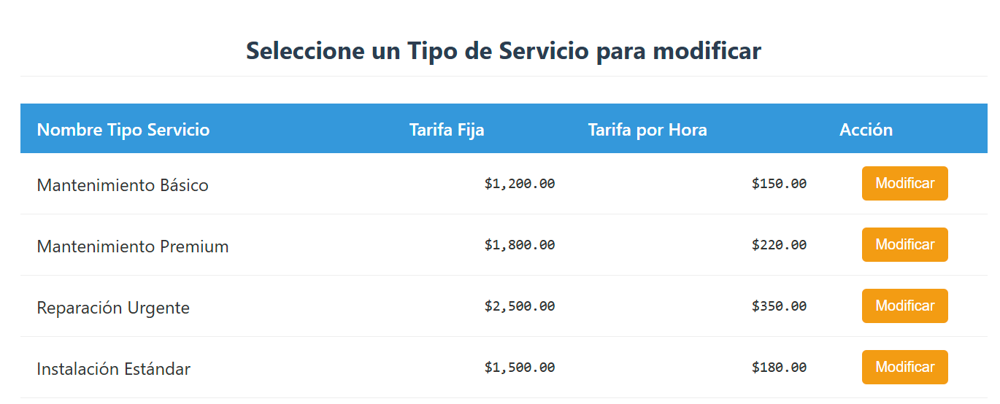 Seleccione un Tipo de Servicio para modificar
Nombre Tipo Servicio Tarifa Fija Tarifa por Hora Acción
Mantenimiento Básico $1,200.00 $150.00 Modificar
Mantenimiento Premium $1,800.00 $220.00 Modificar
Reparación Urgente $2,500.00 $350.00 Modificar
Instalación Estándar $1,500.00 $180.00 Modificar